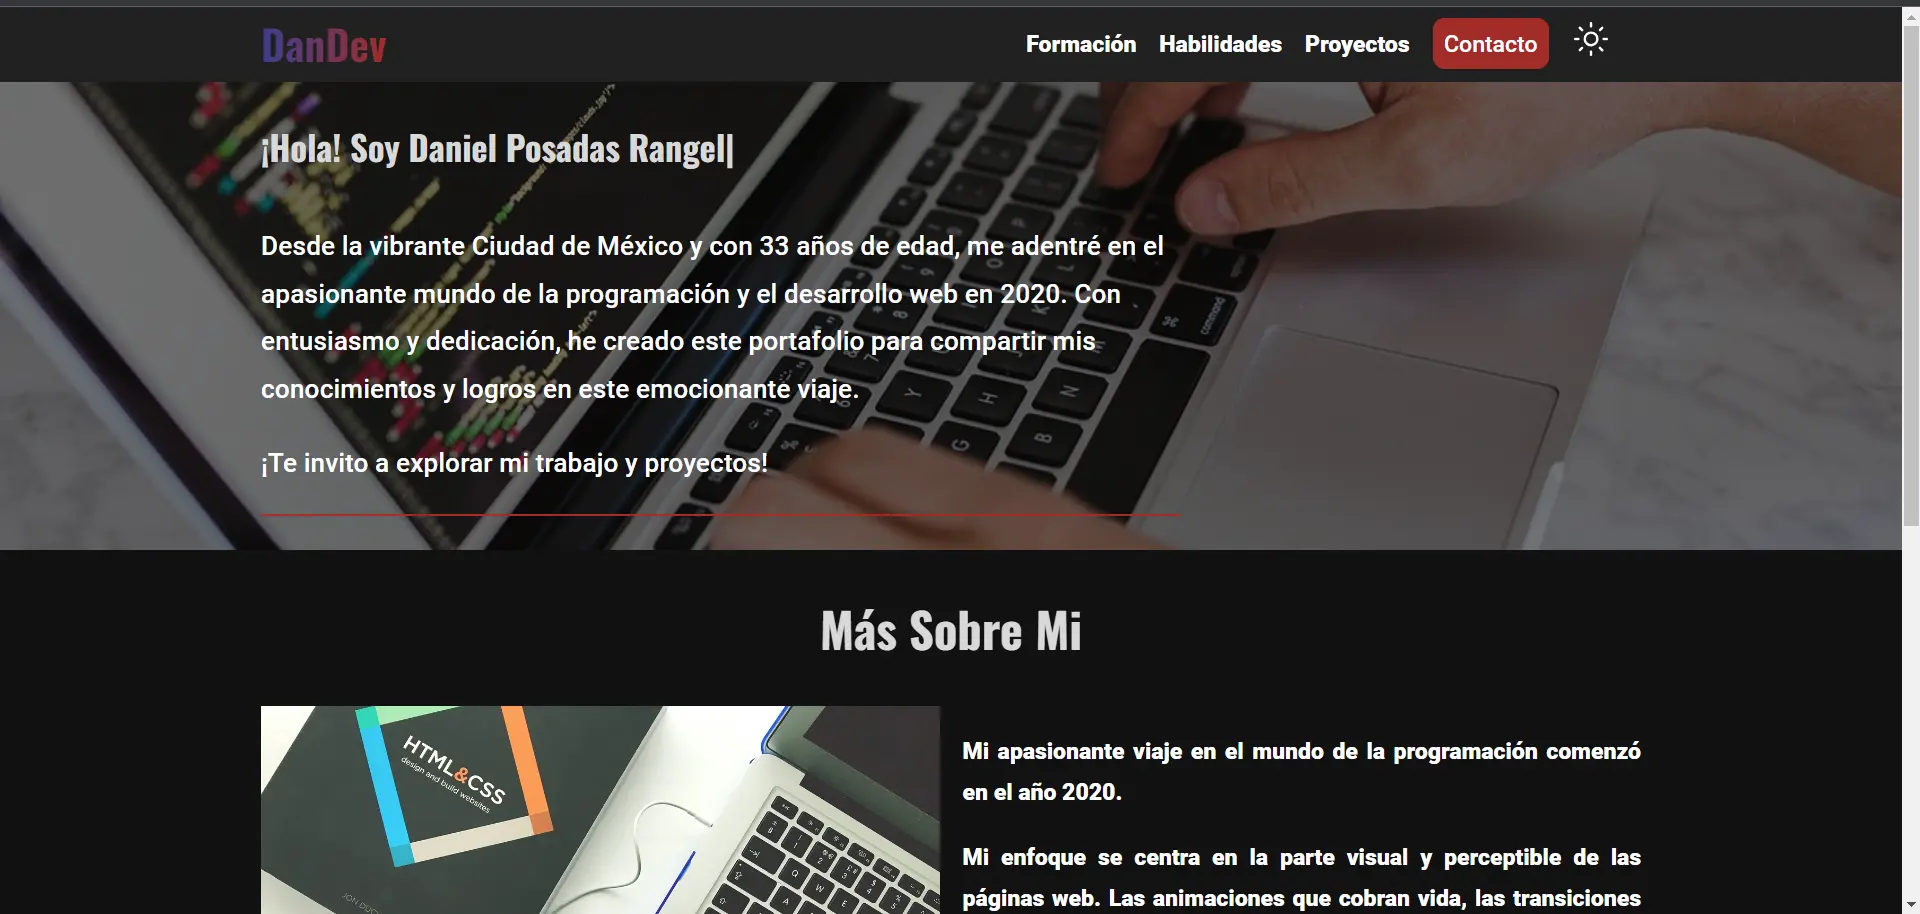 DanDev
Formación Habilidades Proyectos Contacto
¡Hola! Soy Daniel Posadas Rangel|
Desde la vibrante Ciudad de México y con 33 años de edad, me adentré en el
apasionante mundo de la programación y el desarrollo web en 2020. Con
entusiasmo y dedicación, he creado este portafolio para compartir mis
conocimientos y logros en este emocionante viaje.
¡Te invito a explorar mi trabajo y proyectos!
command
Más Sobre Mi
HTML&CSS
design and build websites
Mi apasionante viaje en el mundo de la programación comenzó
en el año 2020.
Mi enfoque se centra en la parte visual y perceptible de las
páginas web. Las animaciones que cobran vida, las transiciones